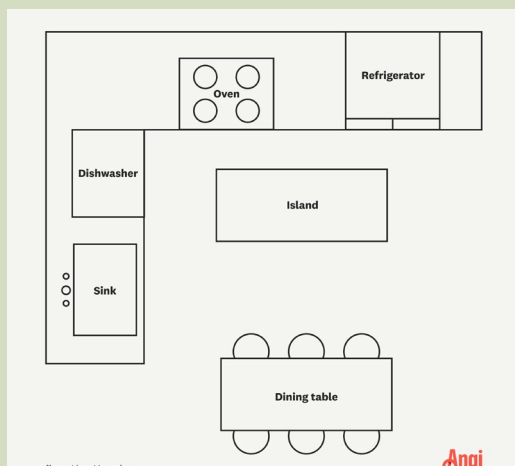 Refrigerator
Oven
Dishwasher
Island
Sink
Dining table
Angi